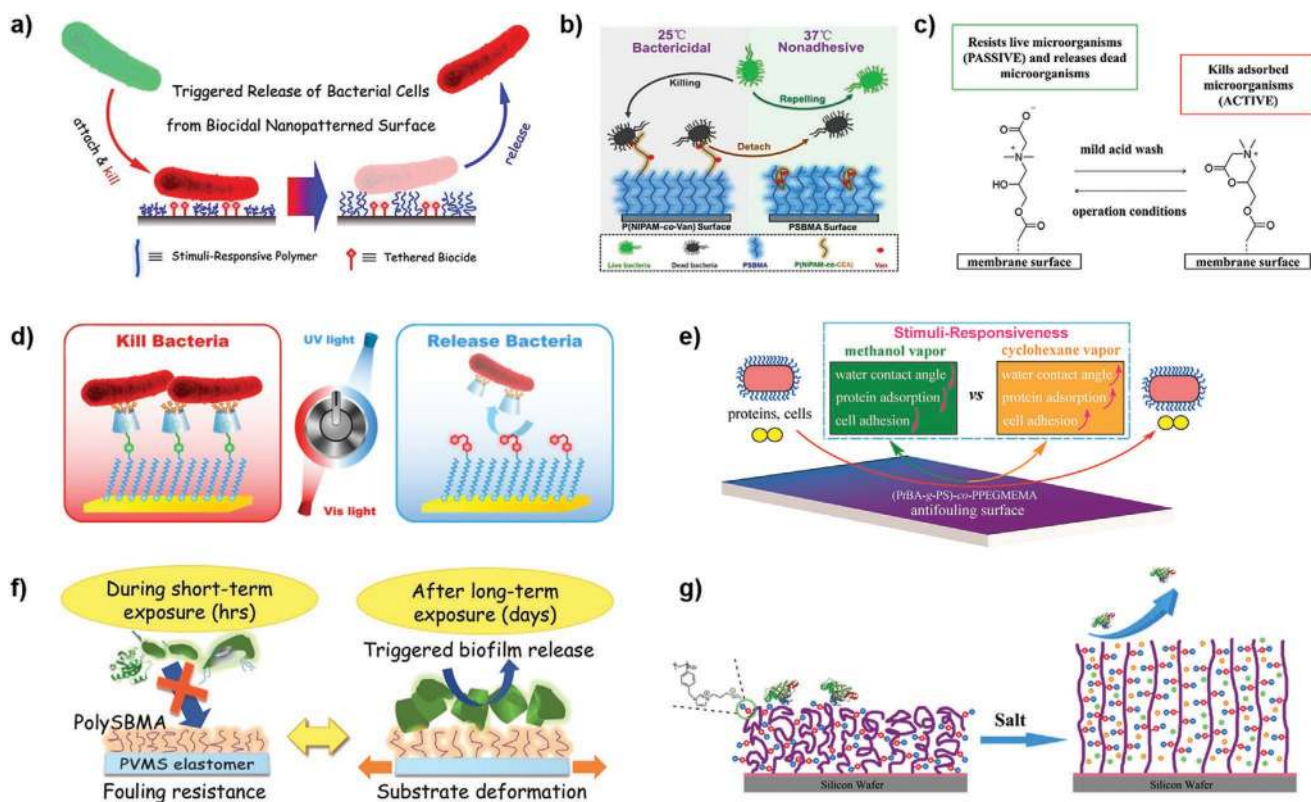 a)
Triggered Release of Bacterial Cells
from Biocidal Nanopatterned Surface
attach & kill
release
≡ Stimuli-Responsive Polymer
≡ Tethered Biocide
b)
25℃
Bactericidal
37℃
Nonadhesive
Killing
Repelling
Detach
P(NIPAM-co-Van) Surface
PSBMA Surface
Live bacteria
Dead bacteria
PSBMA
Van
c)
Resists live microorganisms
(PASSIVE) and releases dead
microorganisms
Kills adsorbed
microorganisms
(ACTIVE)
O
O⁻
N⁺
HO
O
O
mild acid wash
operation conditions
N⁺
O
O
O
O
membrane surface
membrane surface
d)
Kill Bacteria
UV light
Vis light
Release Bacteria
e)
Stimuli-Responsiveness
methanol vapor
water contact angle
protein adsorption
cell adhesion
vs
cyclohexane vapor
water contact angle
protein adsorption
cell adhesion
proteins, cells
(PrBA-g-PS)-co-PPEGMEMA
antifouling surface
f)
During short-term
exposure (hrs)
PolySBMA
PVMS elastomer
Fouling resistance
After long-term
exposure (days)
Triggered biofilm release
Substrate deformation
g)
Silicon Wafer
Salt
Silicon Wafer